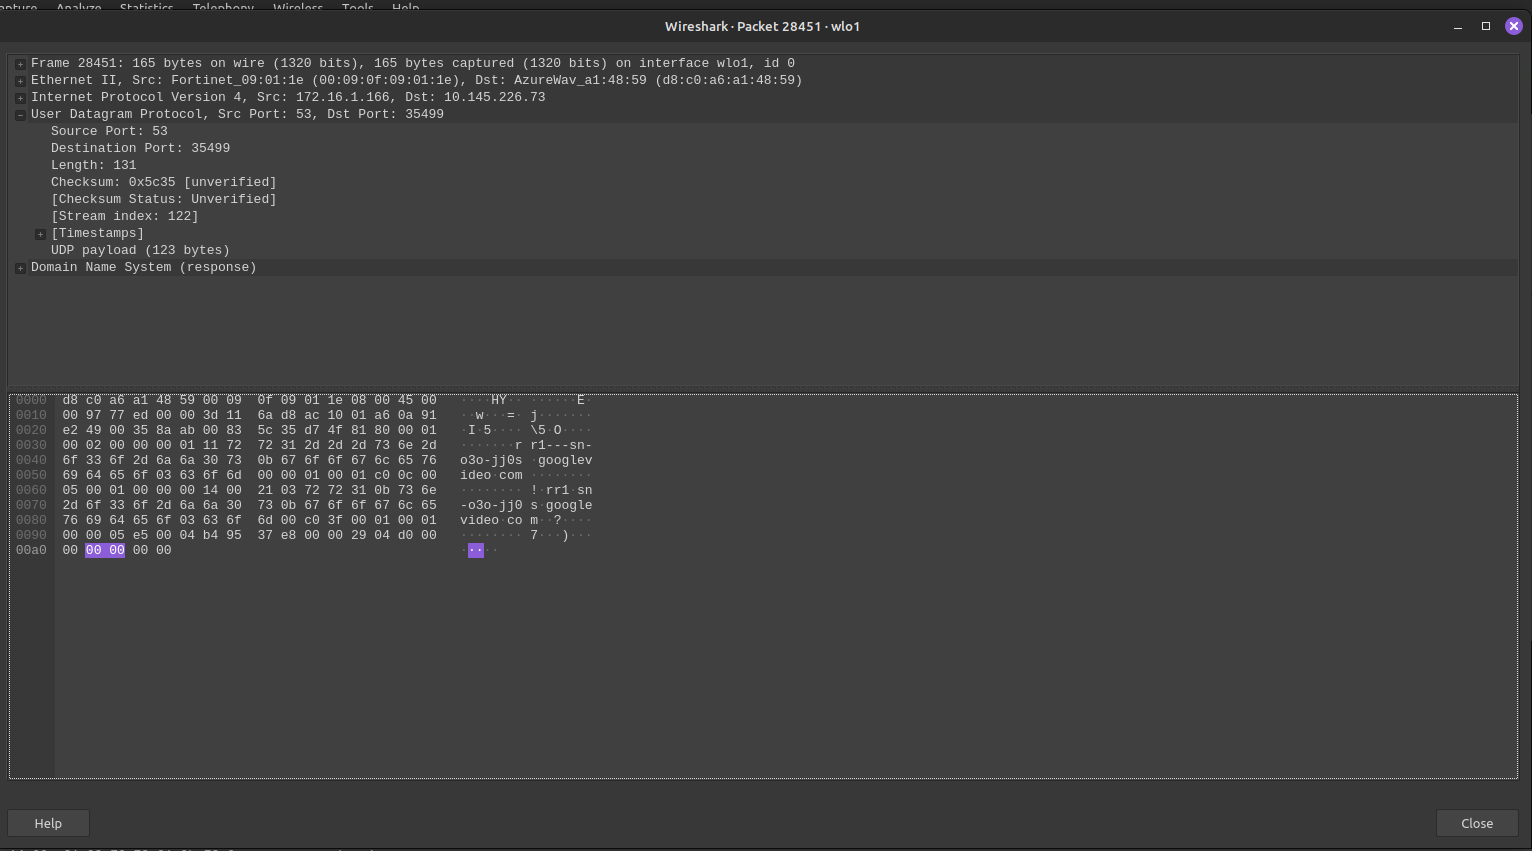 Capture Analyze Statistics Telephony Wireless Tools Help
Wireshark · Packet 28451 · wlo1
Frame 28451: 165 bytes on wire (1320 bits), 165 bytes captured (1320 bits) on interface wlo1, id 0
Ethernet II, Src: Fortinet_09:01:1e (00:09:0f:09:01:1e), Dst: AzureWav_a1:48:59 (d8:c0:a6:a1:48:59)
Internet Protocol Version 4, Src: 172.16.1.166, Dst: 10.145.226.73
User Datagram Protocol, Src Port: 53, Dst Port: 35499
Source Port: 53
Destination Port: 35499
Length: 131
Checksum: 0x5c35 [unverified]
[Checksum Status: Unverified]
[Stream index: 122]
[Timestamps]
UDP payload (123 bytes)
Domain Name System (response)
0000 d8 c0 a6 a1 48 59 00 09 0f 09 01 1e 08 00 45 00 ····HY·· ······E·
0010 00 97 77 ed 00 00 3d 11 6a d8 ac 10 01 a6 0a 91 ··w···=· j·······
0020 e2 49 00 35 8a ab 00 83 5c 35 d7 4f 81 80 00 01 ·I·5···· \5·O····
0030 00 02 00 00 00 01 11 72 72 31 2d 2d 2d 73 6e 2d ·······r r1---sn-
0040 6f 33 6f 2d 6a 6a 30 73 0b 67 6f 6f 67 6c 65 76 o3o-jj0s ·googlev
0050 69 64 65 6f 03 63 6f 6d 00 00 01 00 01 c0 0c 00 ideo·com ········
0060 05 00 01 00 00 00 14 00 21 03 72 72 31 0b 73 6e ········ !·rr1·sn
0070 2d 6f 33 6f 2d 6a 6a 30 73 0b 67 6f 6f 67 6c 65 -o3o-jj0 s·google
0080 76 69 64 65 6f 03 63 6f 6d 00 c0 3f 00 01 00 01 video·co m··?····
0090 00 00 05 e5 00 04 b4 95 37 e8 00 00 29 04 d0 00 ········ 7···)···
00a0 00 00 00 00 00 ·····
Help
Close